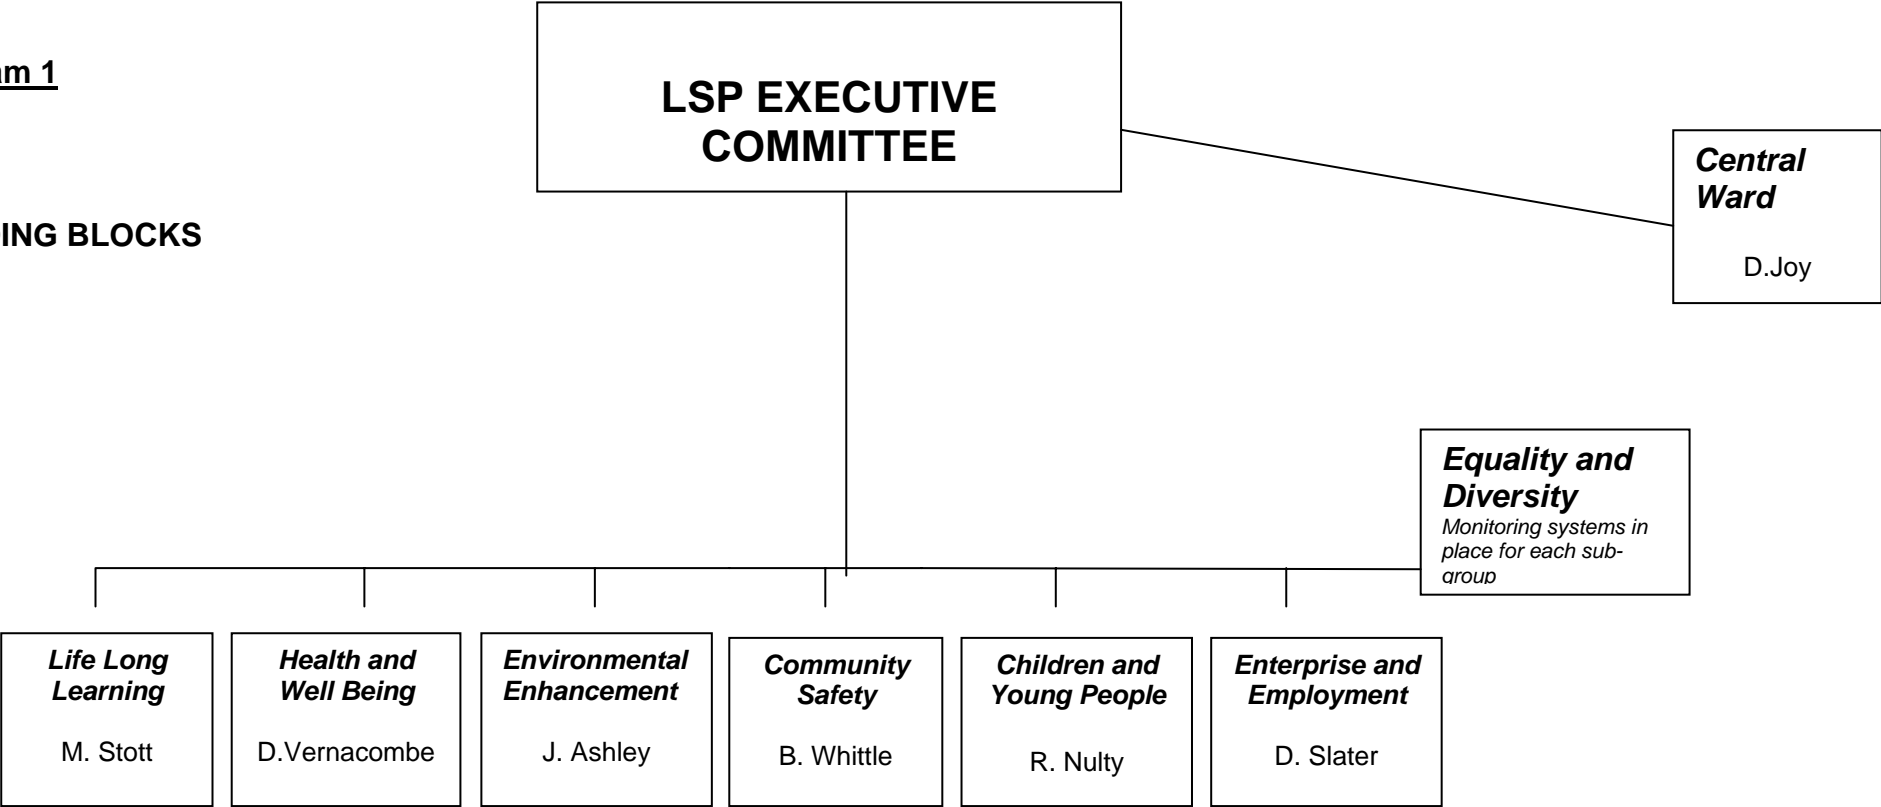 am 1
LSP EXECUTIVE
COMMITTEE
Central
Ward
D.Joy
ING BLOCKS
Equality and
Diversity
Monitoring systems in
place for each sub-
group
Life Long
Learning
M. Stott
Health and
Well Being
D.Vernacombe
Environmental
Enhancement
J. Ashley
Community
Safety
B. Whittle
Children and
Young People
R. Nulty
Enterprise and
Employment
D. Slater